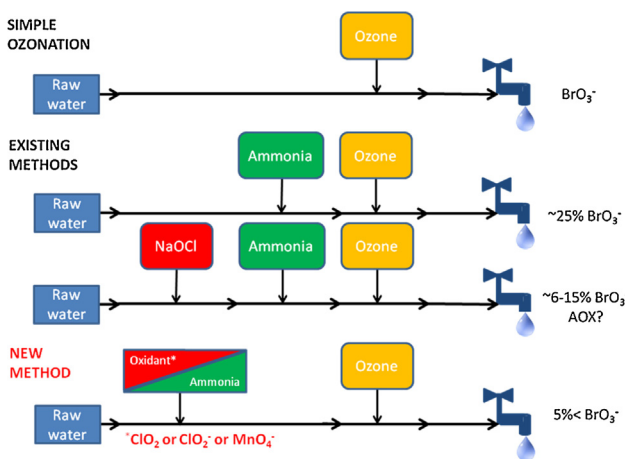 SIMPLE
OZONATION
Ozone
Raw
water
BrO₃⁻
EXISTING
METHODS
Ammonia
Ozone
Raw
water
~25% BrO₃⁻
NaOCl
Ammonia
Ozone
Raw
water
~6-15% BrO₃
AOX?
NEW
METHOD
Oxidant*
Ammonia
Ozone
Raw
water
*ClO₂ or ClO₂⁻ or MnO₄⁻
5%< BrO₃⁻